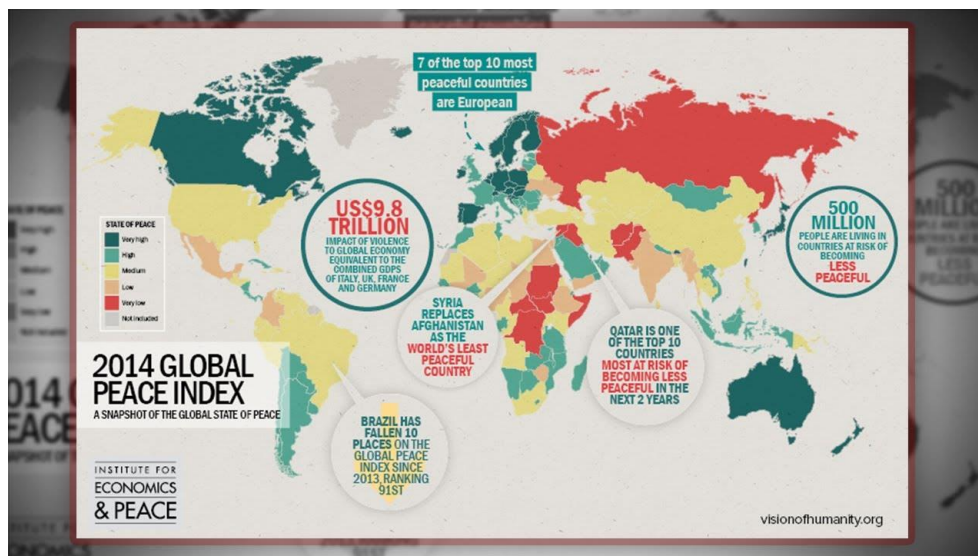 7 of the top 10 most
peaceful countries
are European
US$9.8
TRILLION
IMPACT OF VIOLENCE
TO GLOBAL ECONOMY
EQUIVALENT TO THE
COMBINED GDPS
OF ITALY, UK, FRANCE
AND GERMANY
500
MILLION
PEOPLE ARE LIVING IN
COUNTRIES AT RISK OF
BECOMING
LESS
PEACEFUL
STATE OF PEACE
Very high
High
Medium
Low
Very low
Not included
SYRIA
REPLACES
AFGHANISTAN
AS THE
WORLD'S LEAST
PEACEFUL
COUNTRY
QATAR IS ONE
OF THE TOP 10
COUNTRIES
MOST AT RISK OF
BECOMING LESS
PEACEFUL IN THE
NEXT 2 YEARS
2014 GLOBAL
PEACE INDEX
A SNAPSHOT OF THE GLOBAL STATE OF PEACE
BRAZIL HAS
FALLEN 10
PLACES ON THE
GLOBAL PEACE
INDEX SINCE
2013, RANKING
91ST
INSTITUTE FOR
ECONOMICS
& PEACE
visionofhumanity.org